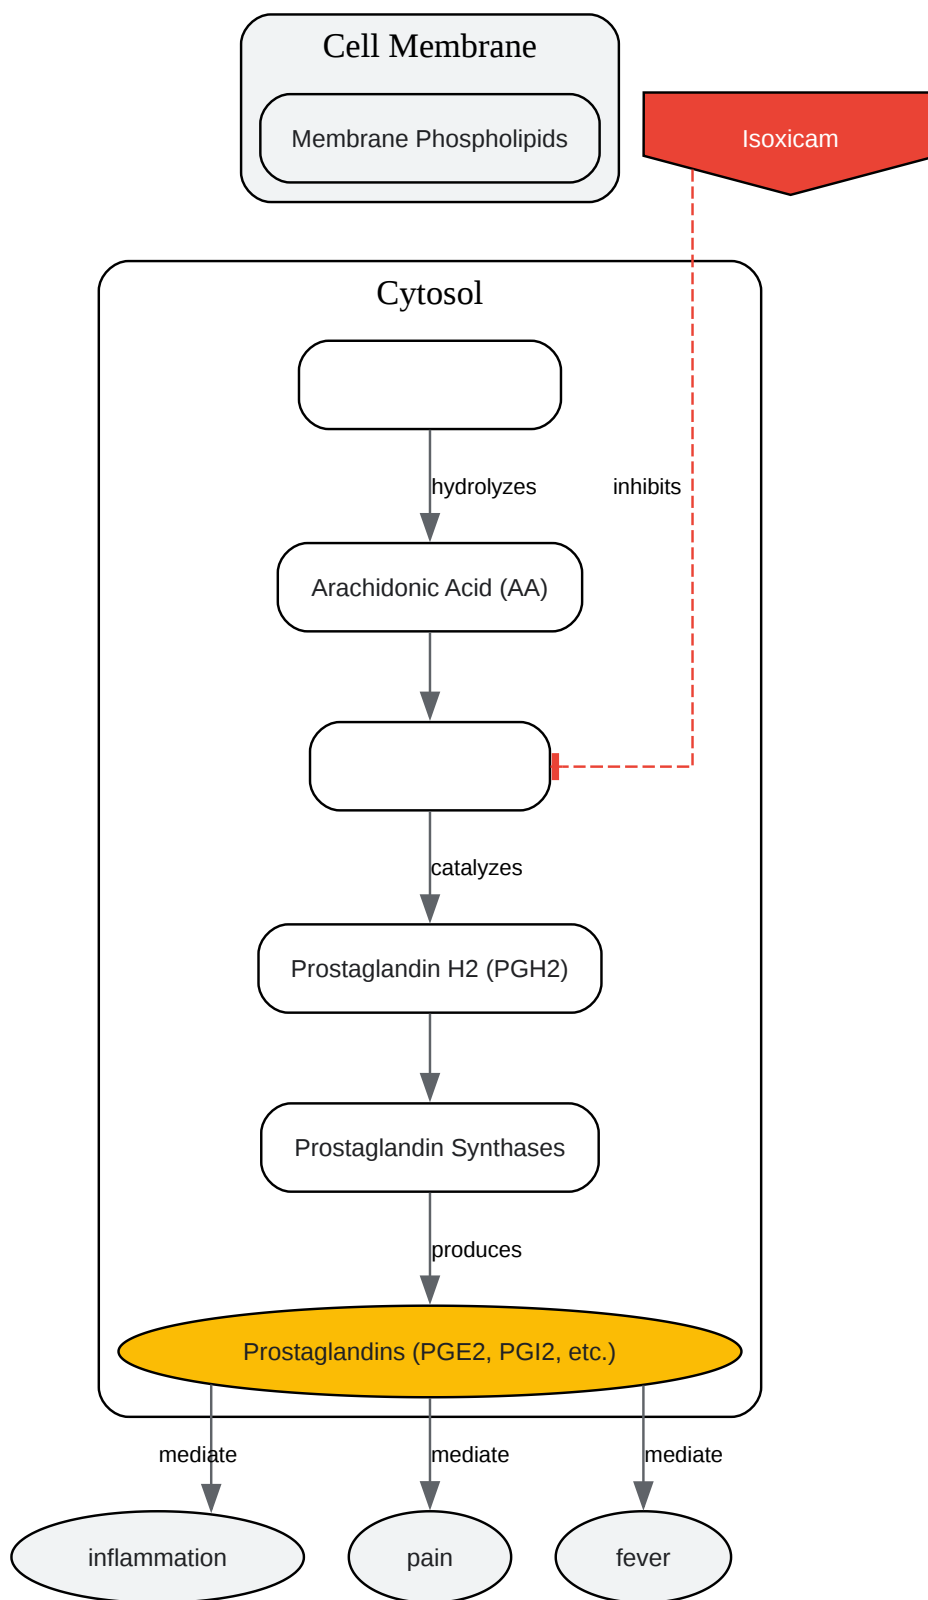 Cell Membrane
Membrane Phospholipids
Isoxicam
Cytosol
hydrolyzes
inhibits
Arachidonic Acid (AA)
catalyzes
Prostaglandin H2 (PGH2)
Prostaglandin Synthases
produces
Prostaglandins (PGE2, PGI2, etc.)
mediate
mediate
mediate
inflammation
pain
fever